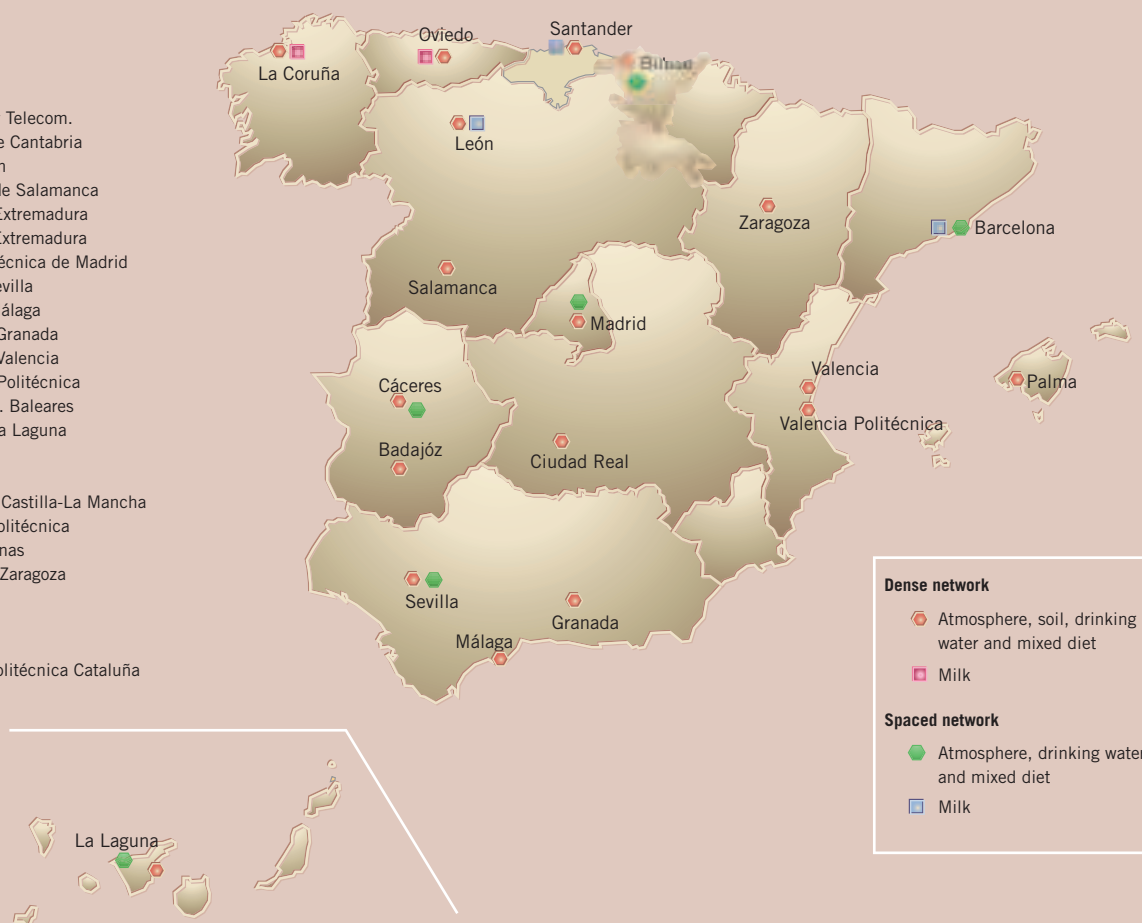 Oviedo
Santander
La Coruña
León
Telecom.
e Cantabria
n
de Salamanca
Extremadura
Extremadura
écnica de Madrid
evilla
álaga
Granada
Valencia
Politécnica
. Baleares
a Laguna
Castilla-La Mancha
olitécnica
nas
Zaragoza
olitécnica Cataluña
Zaragoza
Barcelona
Salamanca
Madrid
Valencia
Palma
Cáceres
Valencia Politécnica
Badajóz
Ciudad Real
Sevilla
Granada
Málaga
Dense network
Atmosphere, soil, drinking
water and mixed diet
Milk
Spaced network
Atmosphere, drinking water
and mixed diet
Milk
La Laguna